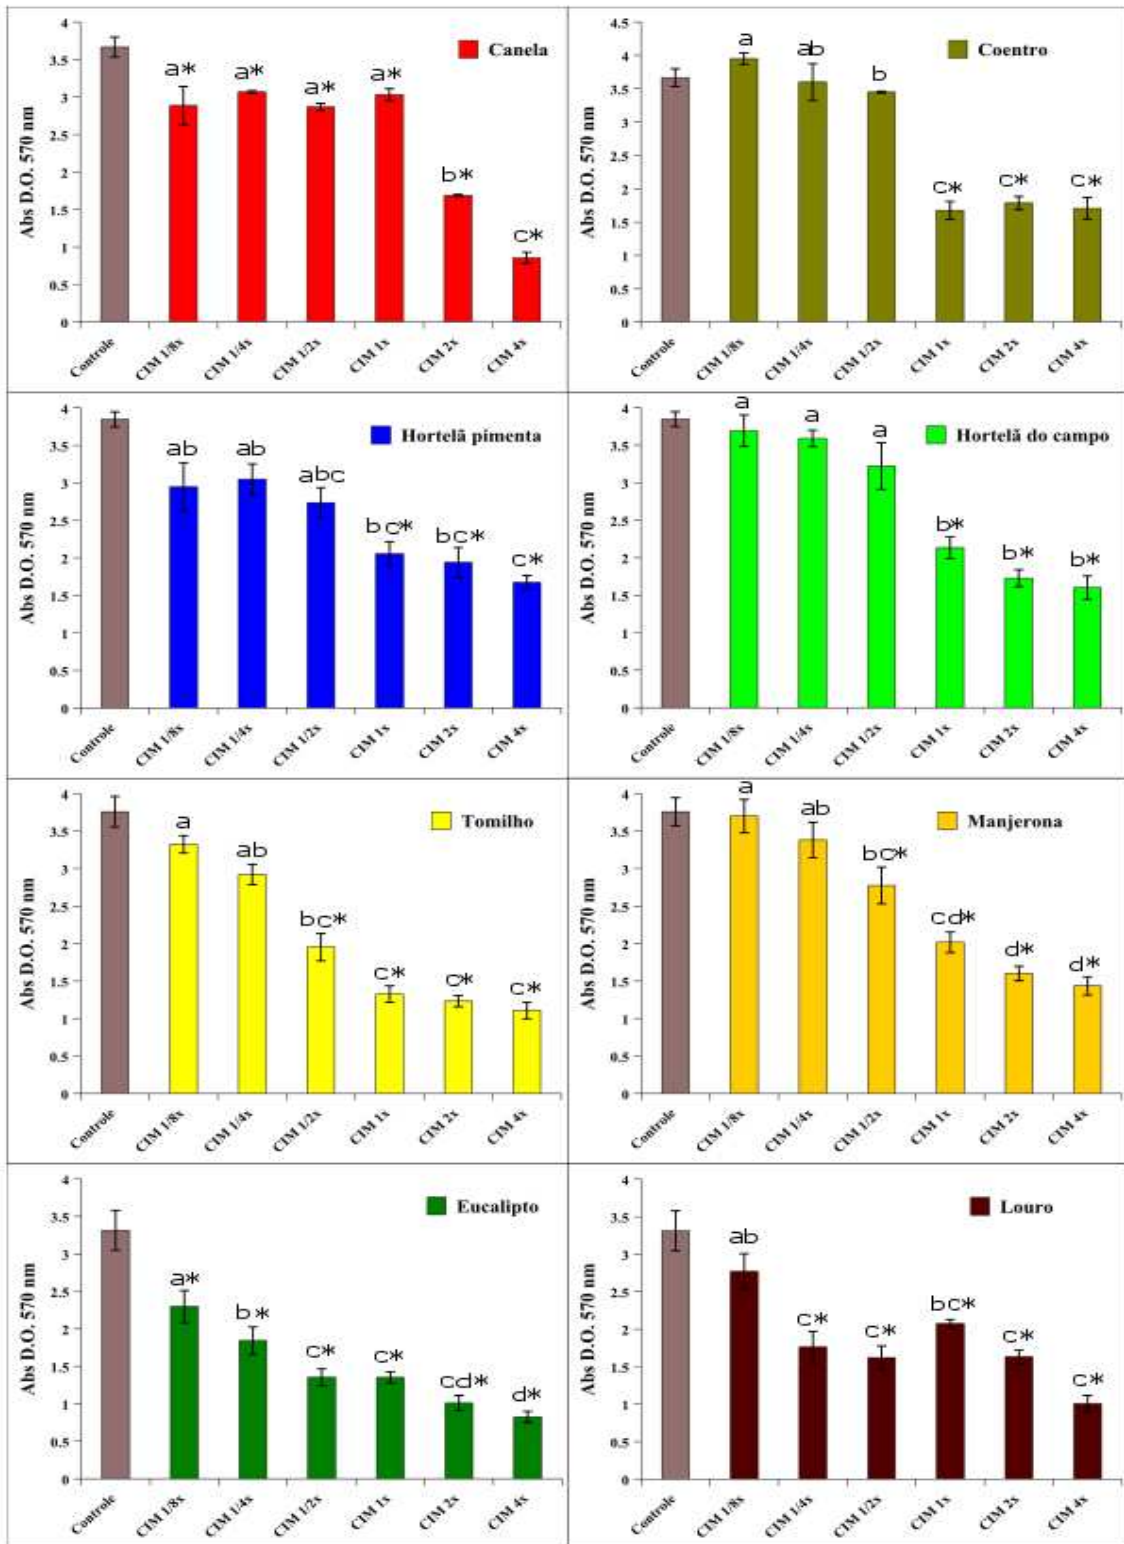 Canela
a* a* a* a* b* c*
Abs D.O. 570 nm
4
3.5
3
2.5
2
1.5
1
0.5
0
Controle CIM 1/8x CIM 1/4x CIM 1/2x CIM 1x CIM 2x CIM 4x
Coentro
a ab b c* c* c*
Abs D.O. 570 nm
4.5
4
3.5
3
2.5
2
1.5
1
0.5
0
Controle CIM 1/8x CIM 1/4x CIM 1/2x CIM 1x CIM 2x CIM 4x
Hortelã pimenta
ab ab abc bc* bc* c*
Abs D.O. 570 nm
4
3.5
3
2.5
2
1.5
1
0.5
0
Controle CIM 1/8x CIM 1/4x CIM 1/2x CIM 1x CIM 2x CIM 4x
Hortelã do campo
a a a b* b* b*
Abs D.O. 570 nm
4
3.5
3
2.5
2
1.5
1
0.5
0
Controle CIM 1/8x CIM 1/4x CIM 1/2x CIM 1x CIM 2x CIM 4x
Tomilho
a ab bc* c* c* c*
Abs D.O. 570 nm
4
3.5
3
2.5
2
1.5
1
0.5
0
Controle CIM 1/8x CIM 1/4x CIM 1/2x CIM 1x CIM 2x CIM 4x
Manjerona
a ab bc* cd* d* d*
Abs D.O. 570 nm
4
3.5
3
2.5
2
1.5
1
0.5
0
Controle CIM 1/8x CIM 1/4x CIM 1/2x CIM 1x CIM 2x CIM 4x
Eucalipto
a* b* c* c* cd* d*
Abs D.O. 570 nm
4
3.5
3
2.5
2
1.5
1
0.5
0
Controle CIM 1/8x CIM 1/4x CIM 1/2x CIM 1x CIM 2x CIM 4x
Louro
ab c* c* bc* c* c*
Abs D.O. 570 nm
4
3.5
3
2.5
2
1.5
1
0.5
0
Controle CIM 1/8x CIM 1/4x CIM 1/2x CIM 1x CIM 2x CIM 4x